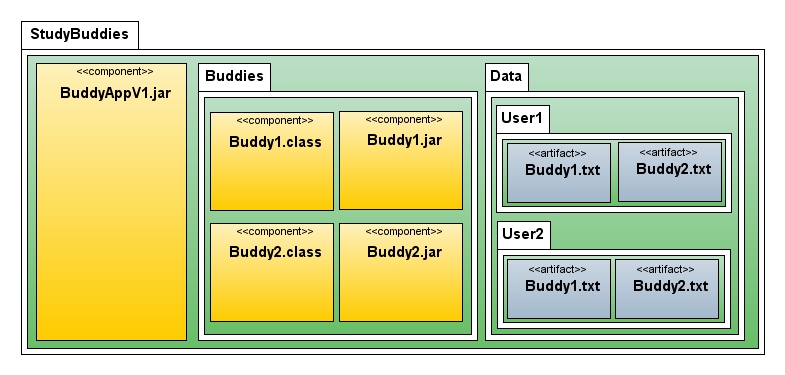 StudyBuddies
<<component>>
BuddyAppV1.jar
Buddies
<<component>>
Buddy1.class
<<component>>
Buddy1.jar
<<component>>
Buddy2.class
<<component>>
Buddy2.jar
Data
User1
<<artifact>>
Buddy1.txt
<<artifact>>
Buddy2.txt
User2
<<artifact>>
Buddy1.txt
<<artifact>>
Buddy2.txt